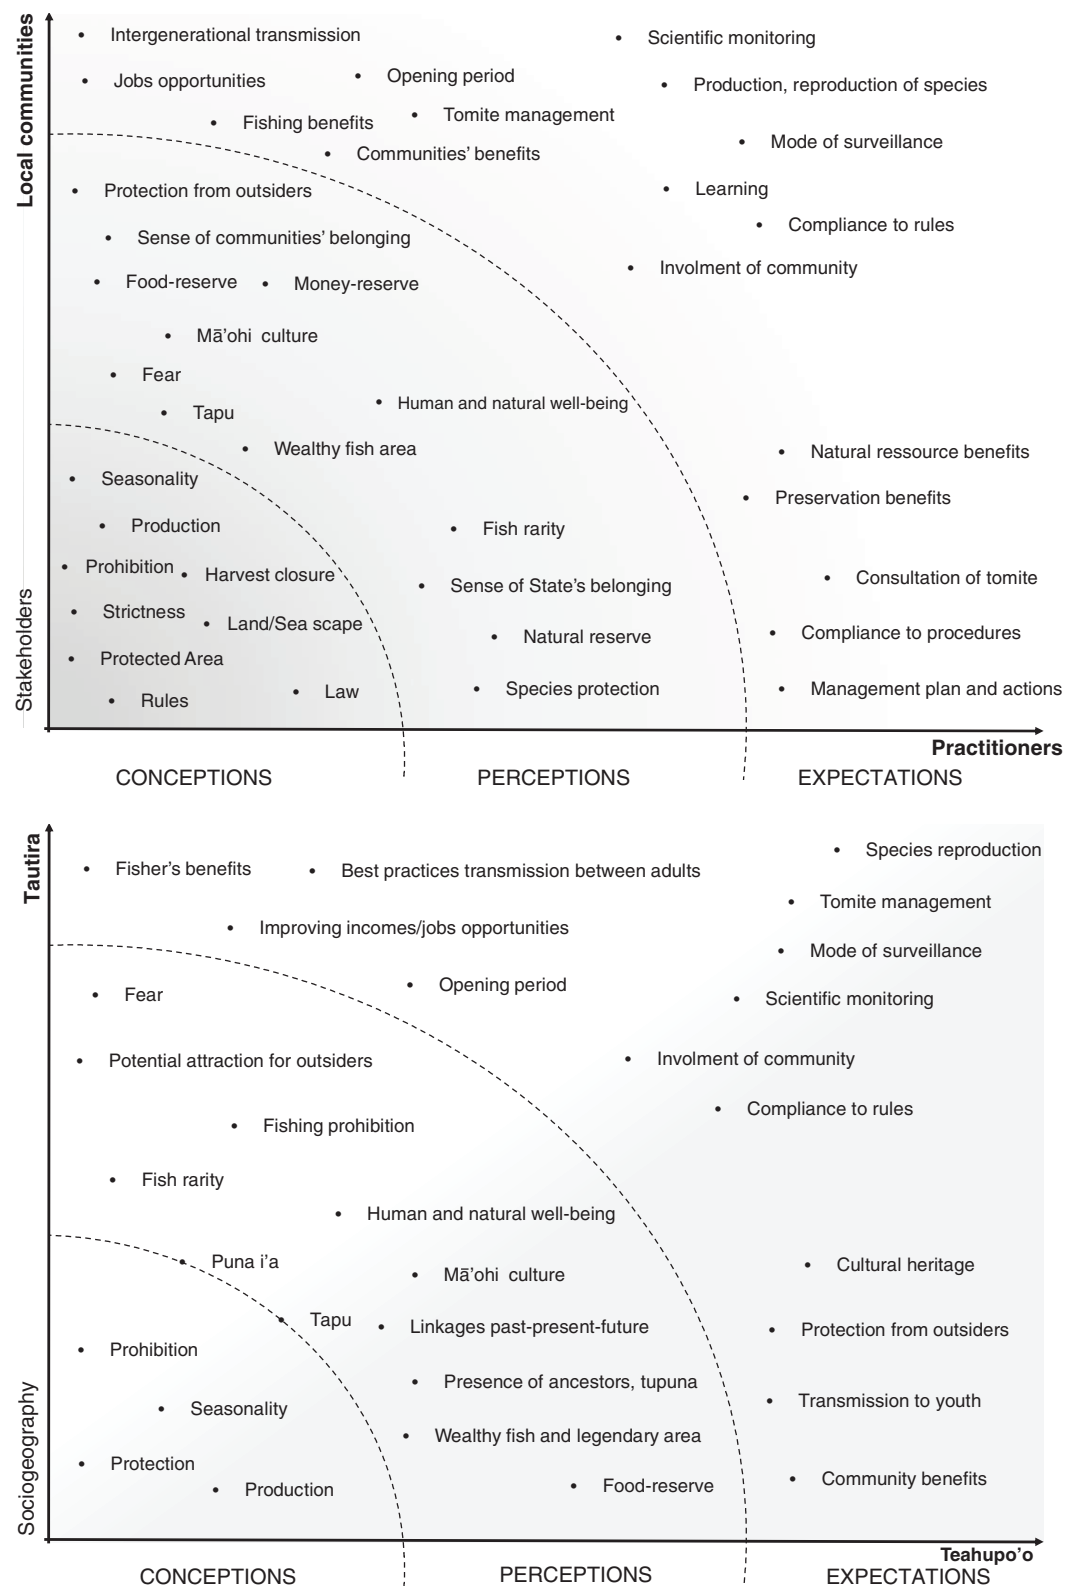 Local communities
Intergenerational transmission
Scientific monitoring
Jobs opportunities
Opening period
Production, reproduction of species
Fishing benefits
Tomite management
Mode of surveillance
Communities’ benefits
Protection from outsiders
Learning
Compliance to rules
Sense of communities’ belonging
Involment of community
Food-reserve
Money-reserve
Mā’ohi culture
Fear
Human and natural well-being
Tapu
Wealthy fish area
Natural ressource benefits
Seasonality
Preservation benefits
Production
Fish rarity
Prohibition
Harvest closure
Sense of State’s belonging
Consultation of tomite
Strictness
Land/Sea scape
Natural reserve
Compliance to procedures
Protected Area
Rules
Law
Species protection
Management plan and actions
Stakeholders
Practitioners
CONCEPTIONS
PERCEPTIONS
EXPECTATIONS
Tautira
Species reproduction
Fisher’s benefits
Best practices transmission between adults
Tomite management
Improving incomes/jobs opportunities
Mode of surveillance
Opening period
Fear
Scientific monitoring
Potential attraction for outsiders
Involment of community
Compliance to rules
Fishing prohibition
Fish rarity
Human and natural well-being
Puna i’a
Mā’ohi culture
Cultural heritage
Tapu
Linkages past-present-future
Protection from outsiders
Prohibition
Presence of ancestors, tupuna
Transmission to youth
Seasonality
Wealthy fish and legendary area
Protection
Community benefits
Production
Food-reserve
Sociogeography
Teahupo’o
CONCEPTIONS
PERCEPTIONS
EXPECTATIONS